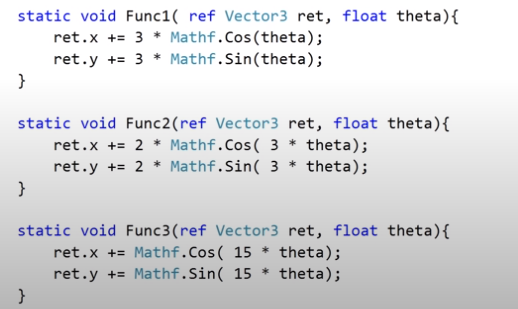 static void Func1( ref Vector3 ret, float theta){
    ret.x += 3 * Mathf.Cos(theta);
    ret.y += 3 * Mathf.Sin(theta);
}
static void Func2(ref Vector3 ret, float theta){
    ret.x += 2 * Mathf.Cos( 3 * theta);
    ret.y += 2 * Mathf.Sin( 3 * theta);
}
static void Func3(ref Vector3 ret, float theta){
    ret.x += Mathf.Cos( 15 * theta);
    ret.y += Mathf.Sin( 15 * theta);
}